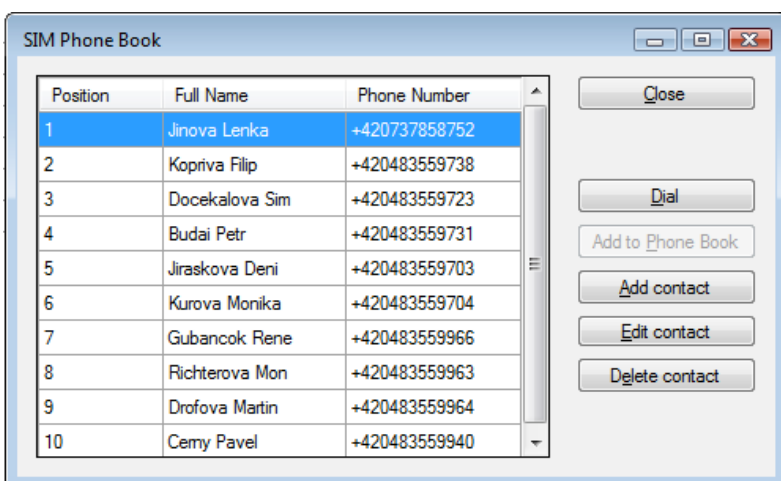 SIM Phone Book
Position Full Name Phone Number
1 Jinova Lenka +420737858752
2 Kopriva Filip +420483559738
3 Docekalova Sim +420483559723
4 Budai Petr +420483559731
5 Jiraskova Deni +420483559703
6 Kurova Monika +420483559704
7 Gubancok Rene +420483559966
8 Richterova Mon +420483559963
9 Drofova Martin +420483559964
10 Cerny Pavel +420483559940
Close
Dial
Add to Phone Book
Add contact
Edit contact
Delete contact